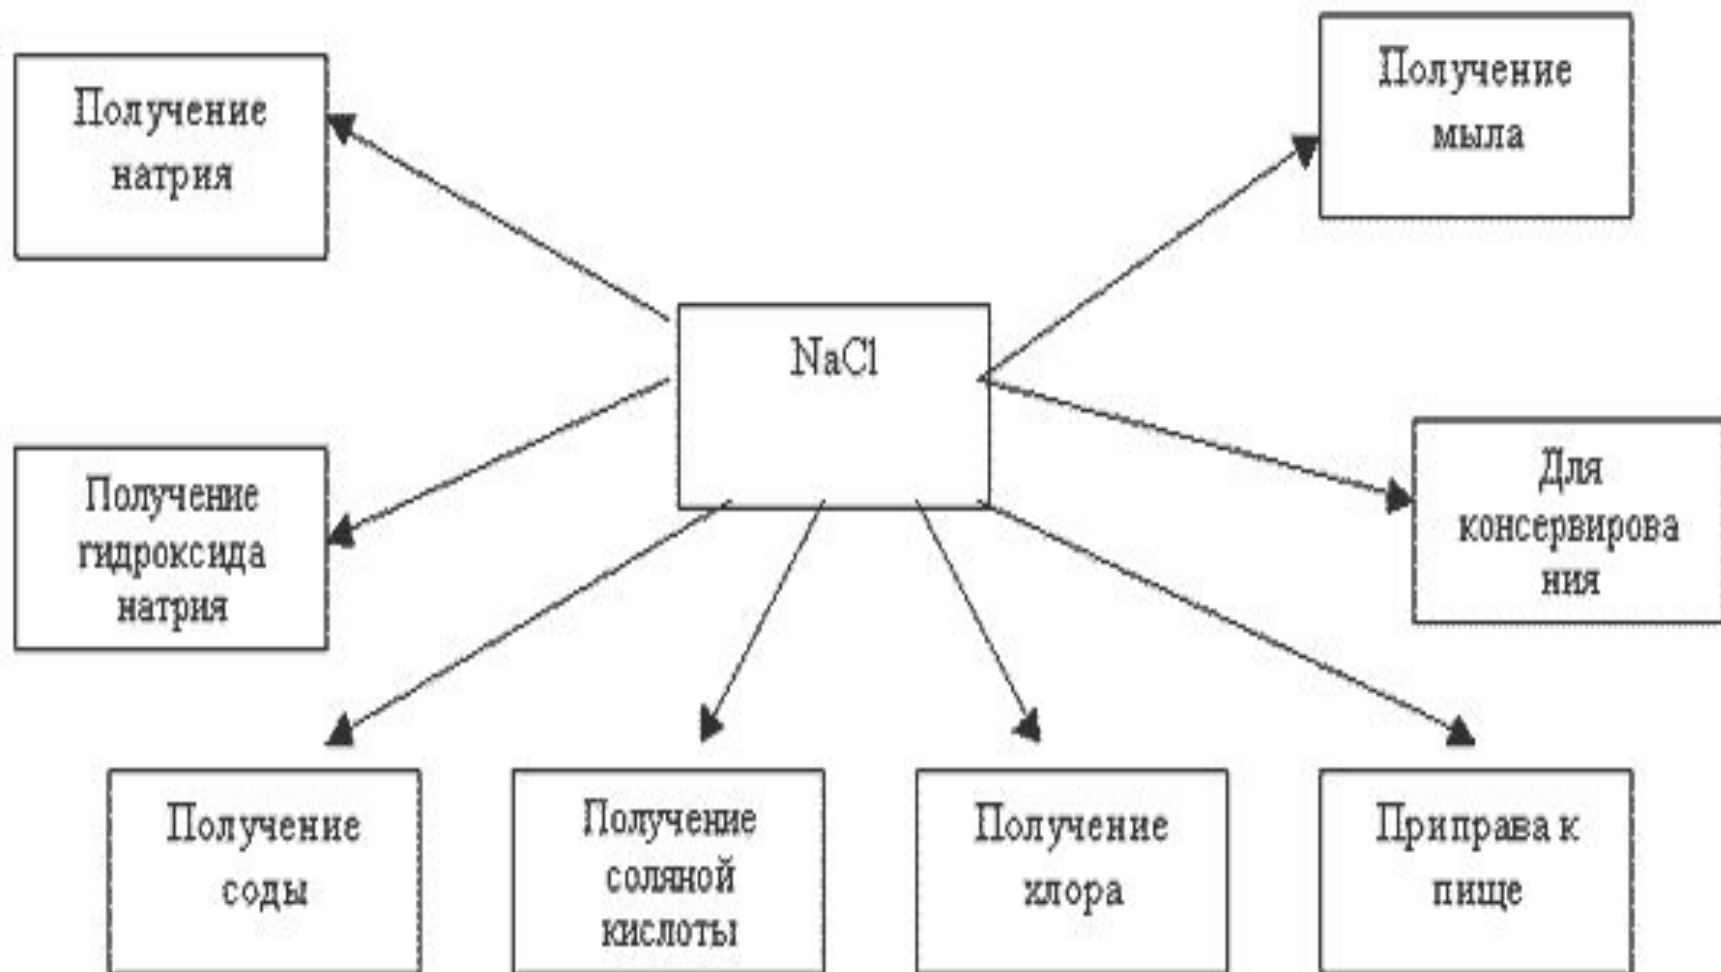 Получение
натрия
Получение
мыла
NaCl
Получение
гидроксида
натрия
Для
консервирова
ния
Получение
соды
Получение
соляной
кислоты
Получение
хлора
Приправа к
пище